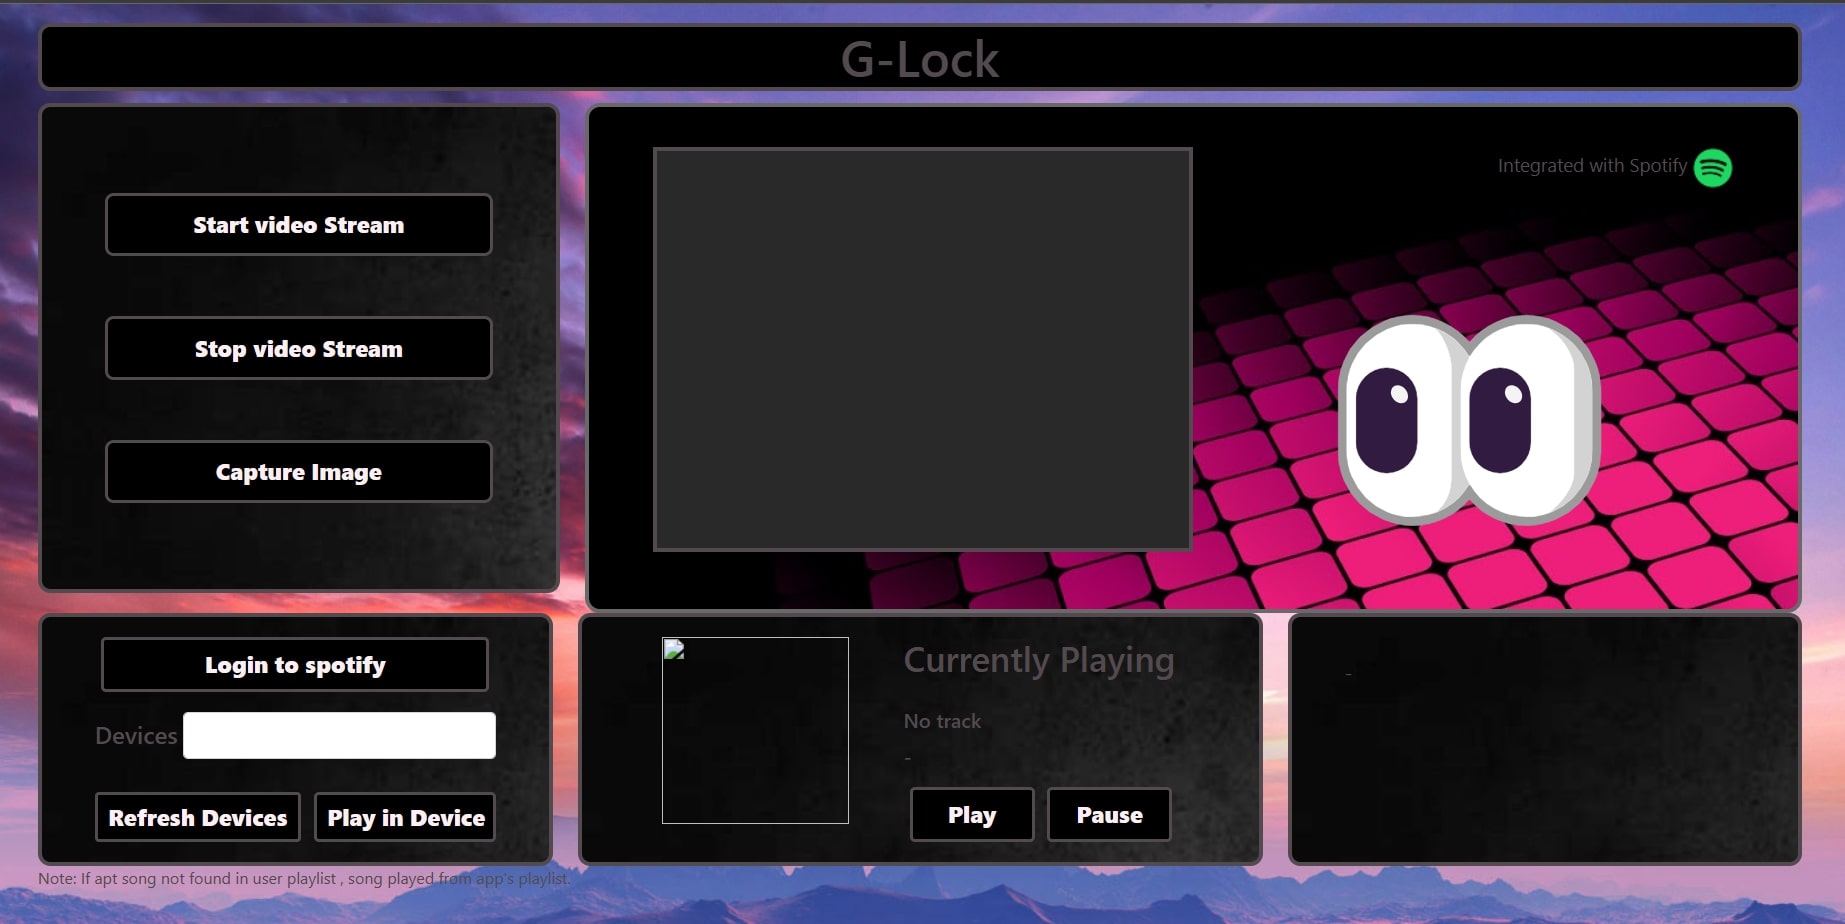 G-Lock
Start video Stream
Stop video Stream
Capture Image
Integrated with Spotify
Login to spotify
Devices
Refresh Devices
Play in Device
Currently Playing
No track
-
Play
Pause
-
Note: If apt song not found in user playlist , song played from app's playlist.